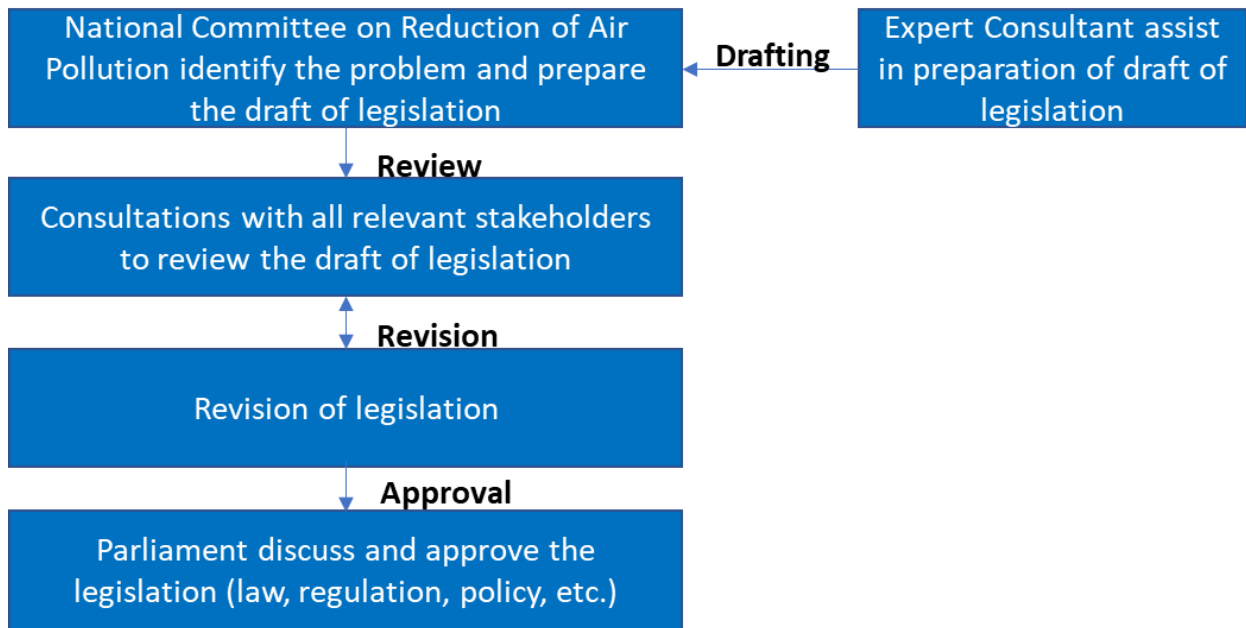 National Committee on Reduction of Air
Pollution identify the problem and prepare
the draft of legislation
Drafting
Expert Consultant assist
in preparation of draft of
legislation
Review
Consultations with all relevant stakeholders
to review the draft of legislation
Revision
Revision of legislation
Approval
Parliament discuss and approve the
legislation (law, regulation, policy, etc.)